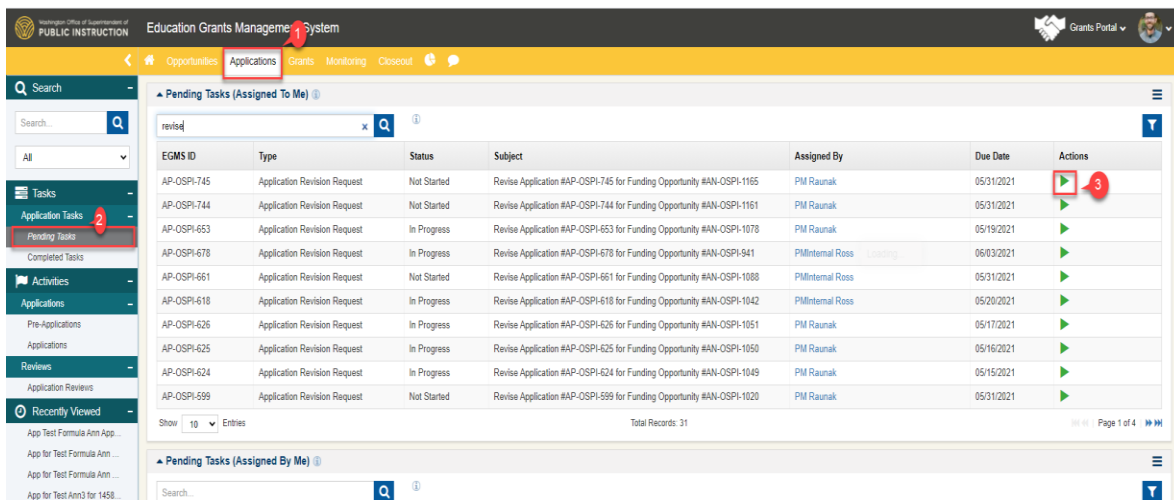 Washington Office of Superintendent of
PUBLIC INSTRUCTION
Education Grants Management System
1
Grants Portal
Opportunities Applications Grants Monitoring Closeout
Search
Search...
All
Tasks
Application Tasks
2
Pending Tasks
Completed Tasks
Activities
Applications
Pre-Applications
Applications
Reviews
Application Reviews
Recently Viewed
App Test Formula Ann App...
App for Test Formula Ann ...
App for Test Formula Ann ...
App for Test Ann3 for 1458...
Pending Tasks (Assigned To Me)
revise x
EGMS ID Type Status Subject Assigned By Due Date Actions
AP-OSPI-745 Application Revision Request Not Started Revise Application #AP-OSPI-745 for Funding Opportunity #AN-OSPI-1165 PM Raunak 05/31/2021 3
AP-OSPI-744 Application Revision Request Not Started Revise Application #AP-OSPI-744 for Funding Opportunity #AN-OSPI-1161 PM Raunak 05/31/2021
AP-OSPI-653 Application Revision Request In Progress Revise Application #AP-OSPI-653 for Funding Opportunity #AN-OSPI-1078 PM Raunak 05/19/2021
AP-OSPI-678 Application Revision Request In Progress Revise Application #AP-OSPI-678 for Funding Opportunity #AN-OSPI-941 PMInternal Ross Loading... 06/03/2021
AP-OSPI-661 Application Revision Request Not Started Revise Application #AP-OSPI-661 for Funding Opportunity #AN-OSPI-1088 PMInternal Ross 05/31/2021
AP-OSPI-618 Application Revision Request In Progress Revise Application #AP-OSPI-618 for Funding Opportunity #AN-OSPI-1042 PMInternal Ross 05/20/2021
AP-OSPI-626 Application Revision Request In Progress Revise Application #AP-OSPI-626 for Funding Opportunity #AN-OSPI-1051 PM Raunak 05/17/2021
AP-OSPI-625 Application Revision Request In Progress Revise Application #AP-OSPI-625 for Funding Opportunity #AN-OSPI-1050 PM Raunak 05/16/2021
AP-OSPI-624 Application Revision Request In Progress Revise Application #AP-OSPI-624 for Funding Opportunity #AN-OSPI-1049 PM Raunak 05/15/2021
AP-OSPI-599 Application Revision Request Not Started Revise Application #AP-OSPI-599 for Funding Opportunity #AN-OSPI-1020 PM Raunak 05/31/2021
Show 10 Entries Total Records: 31 Page 1 of 4
Pending Tasks (Assigned By Me)
Search...